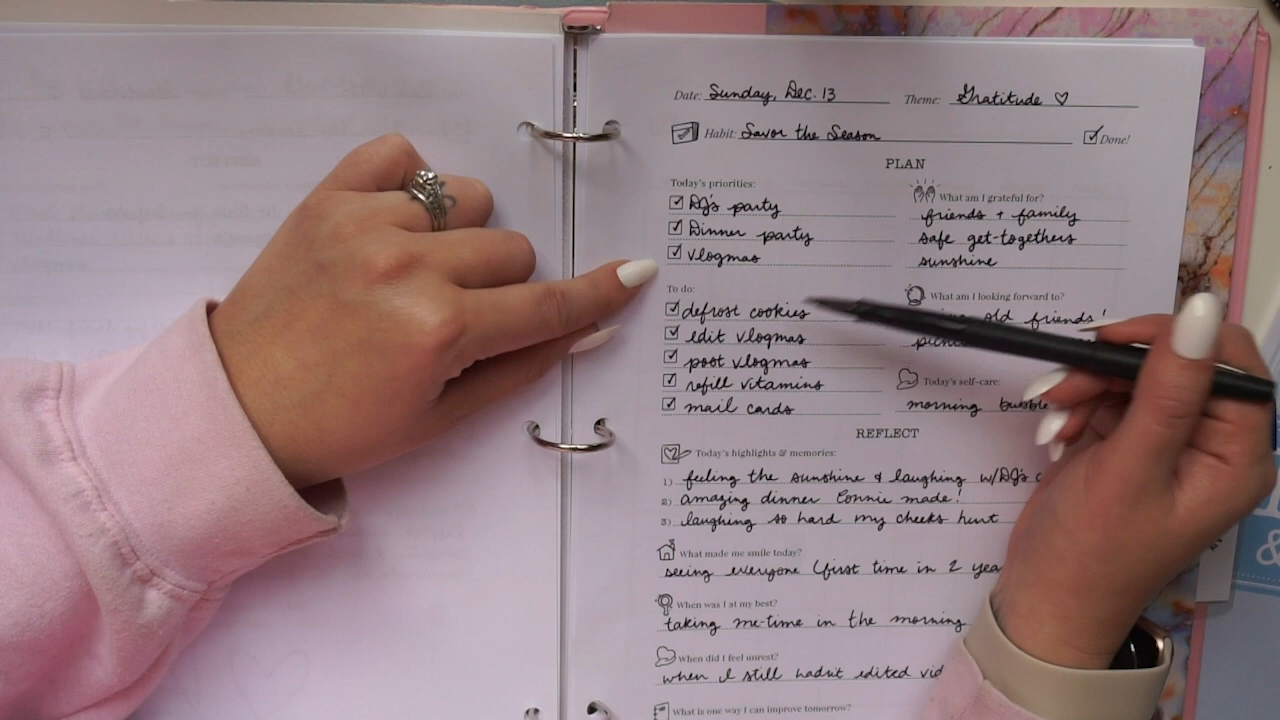 Date: Sunday, Dec. 13 Theme: Gratitude ♡
Habit: Savor the Season Done!
PLAN
Today's priorities:
DJ's party
Dinner party
vlogmas
What am I grateful for?
friends + family
safe get-togethers
sunshine
To do:
defrost cookies
edit vlogmas
post vlogmas
refill vitamins
mail cards
What am I looking forward to?
old friends!
Today's self-care:
morning bubble
REFLECT
Today's highlights & memories:
1) feeling the sunshine & laughing w/DJ's
2) amazing dinner Connie made!
3) laughing so hard my cheeks hurt
What made me smile today?
seeing everyone (first time in 2
When was I at my best?
taking me-time in the morning
When did I feel unrest?
when I still hadn't edited
What is one way I can improve tomorrow?
&